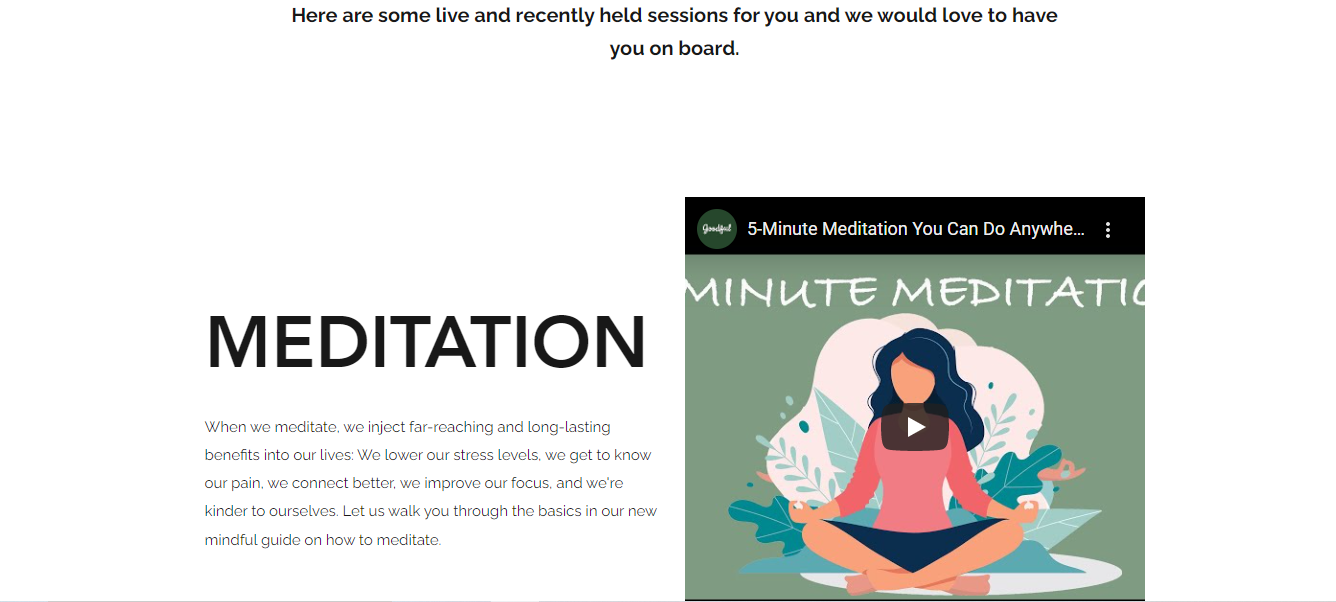 Here are some live and recently held sessions for you and we would love to have
you on board.
Goodful
5-Minute Meditation You Can Do Anywhe...
MINUTE MEDITATIO
MEDITATION
When we meditate, we inject far-reaching and long-lasting
benefits into our lives: We lower our stress levels, we get to know
our pain, we connect better, we improve our focus, and we're
kinder to ourselves. Let us walk you through the basics in our new
mindful guide on how to meditate.